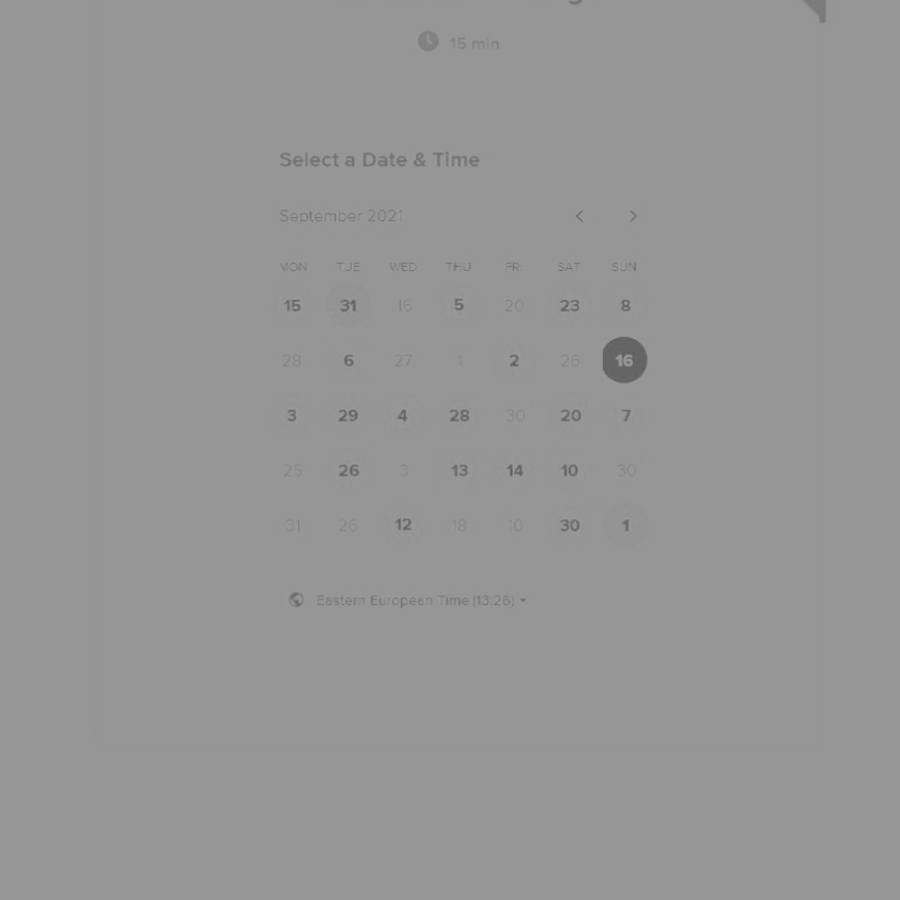 15 min
Select a Date & Time
September 2021
MON TUE WED THU FRI SAT SUN
15 31 16 5 20 23 8
28 6 27 1 2 26 16
3 29 4 28 30 20 7
25 26 3 13 14 10 30
31 26 12 18 10 30 1
Eastern European Time (13:26)